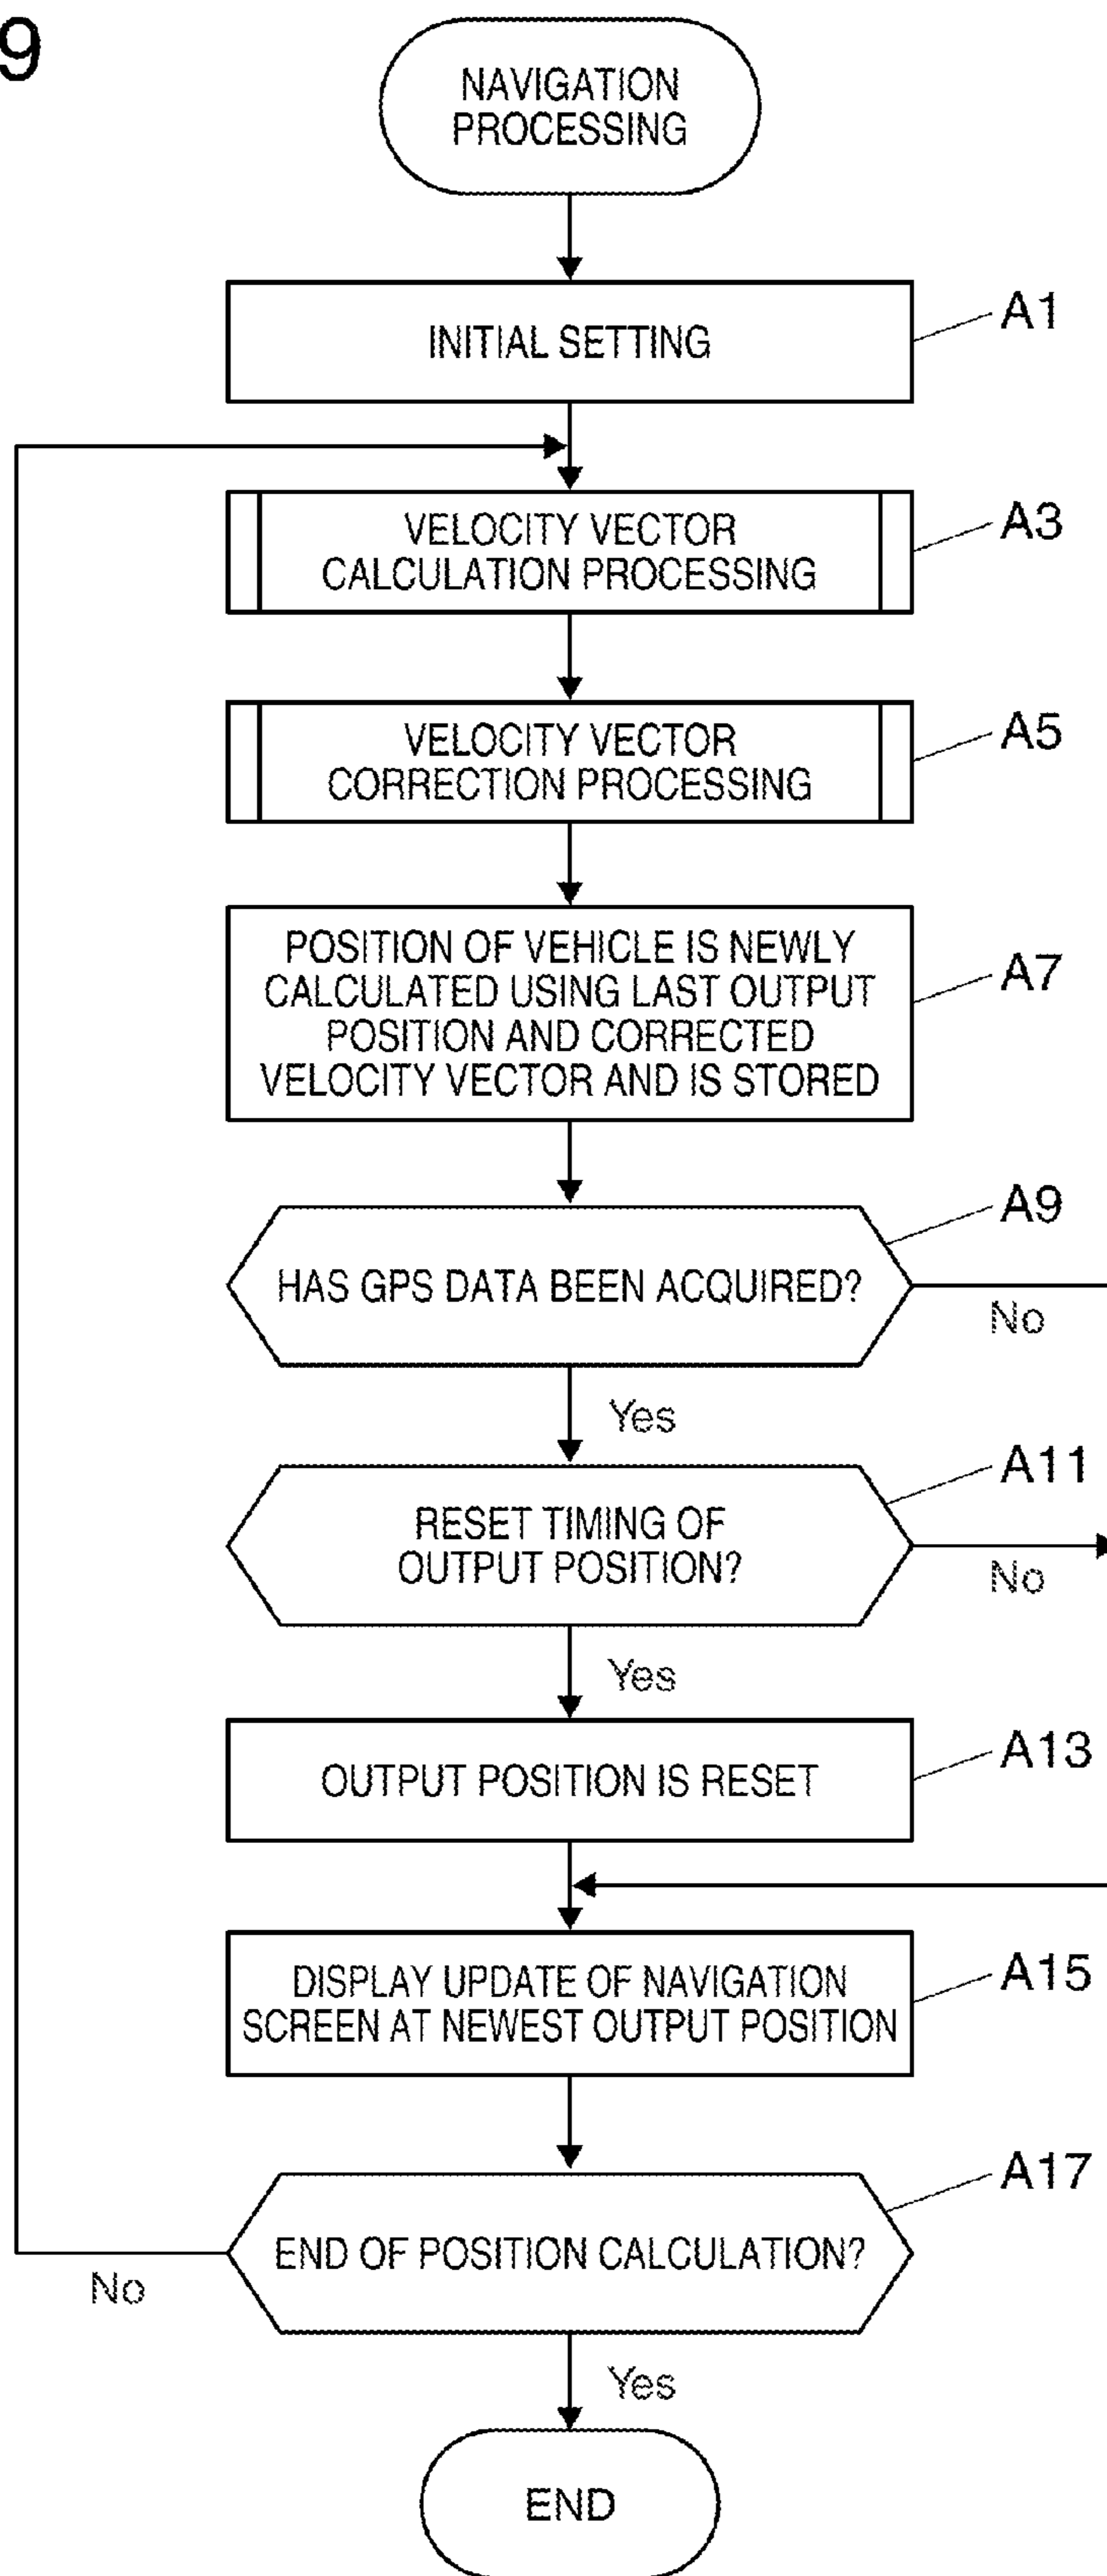 9
NAVIGATION
PROCESSING
INITIAL SETTING
A1
VELOCITY VECTOR
CALCULATION PROCESSING
A3
VELOCITY VECTOR
CORRECTION PROCESSING
A5
POSITION OF VEHICLE IS NEWLY
CALCULATED USING LAST OUTPUT
POSITION AND CORRECTED
VELOCITY VECTOR AND IS STORED
A7
HAS GPS DATA BEEN ACQUIRED?
A9
No
Yes
RESET TIMING OF
OUTPUT POSITION?
A11
No
Yes
OUTPUT POSITION IS RESET
A13
DISPLAY UPDATE OF NAVIGATION
SCREEN AT NEWEST OUTPUT POSITION
A15
END OF POSITION CALCULATION?
A17
No
Yes
END